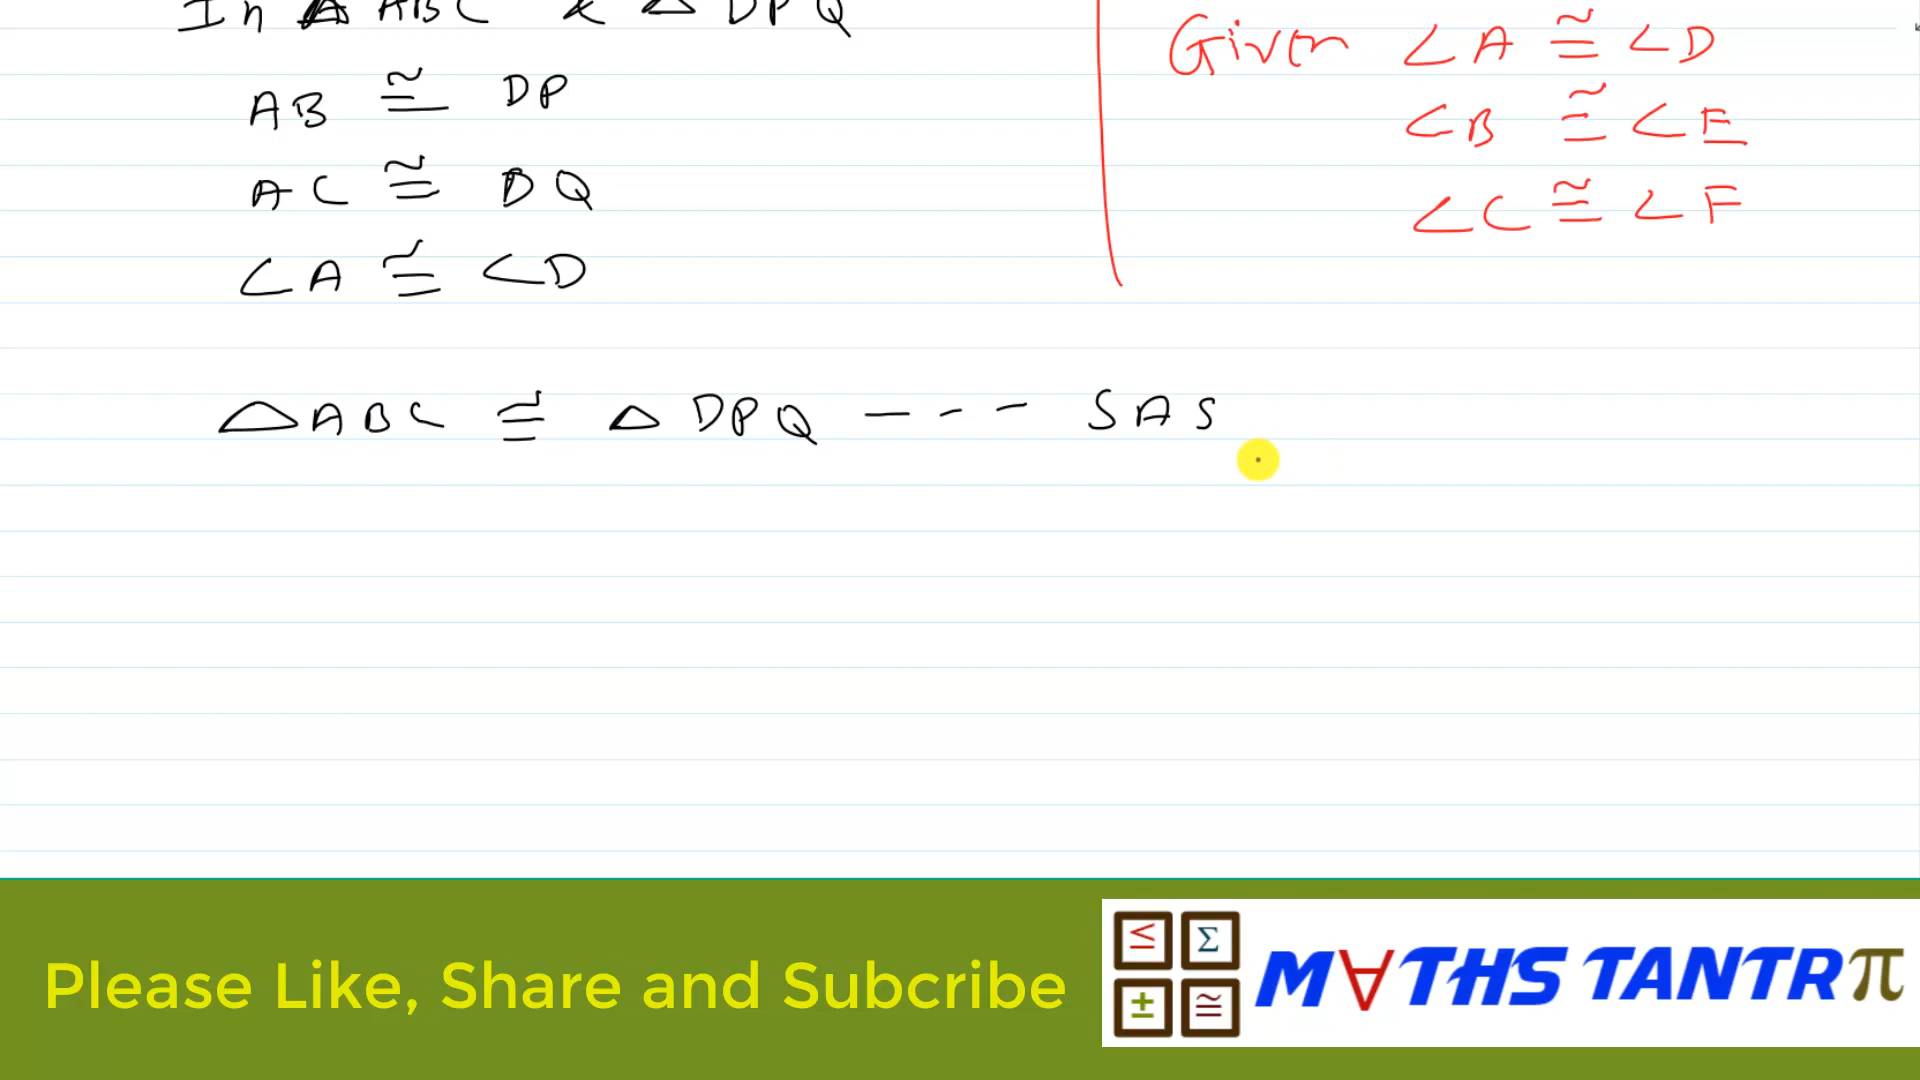 In △ ABC & △ DPQ
AB ≅ DP
AC ≅ DQ
∠A ≅ ∠D
△ABC ≅ △DPQ --- SAS
Given ∠A ≅ ∠D
∠B ≅ ∠E
∠C ≅ ∠F
Please Like, Share and Subcribe
≤ Σ
± ≅
M∀THS TANTRπ